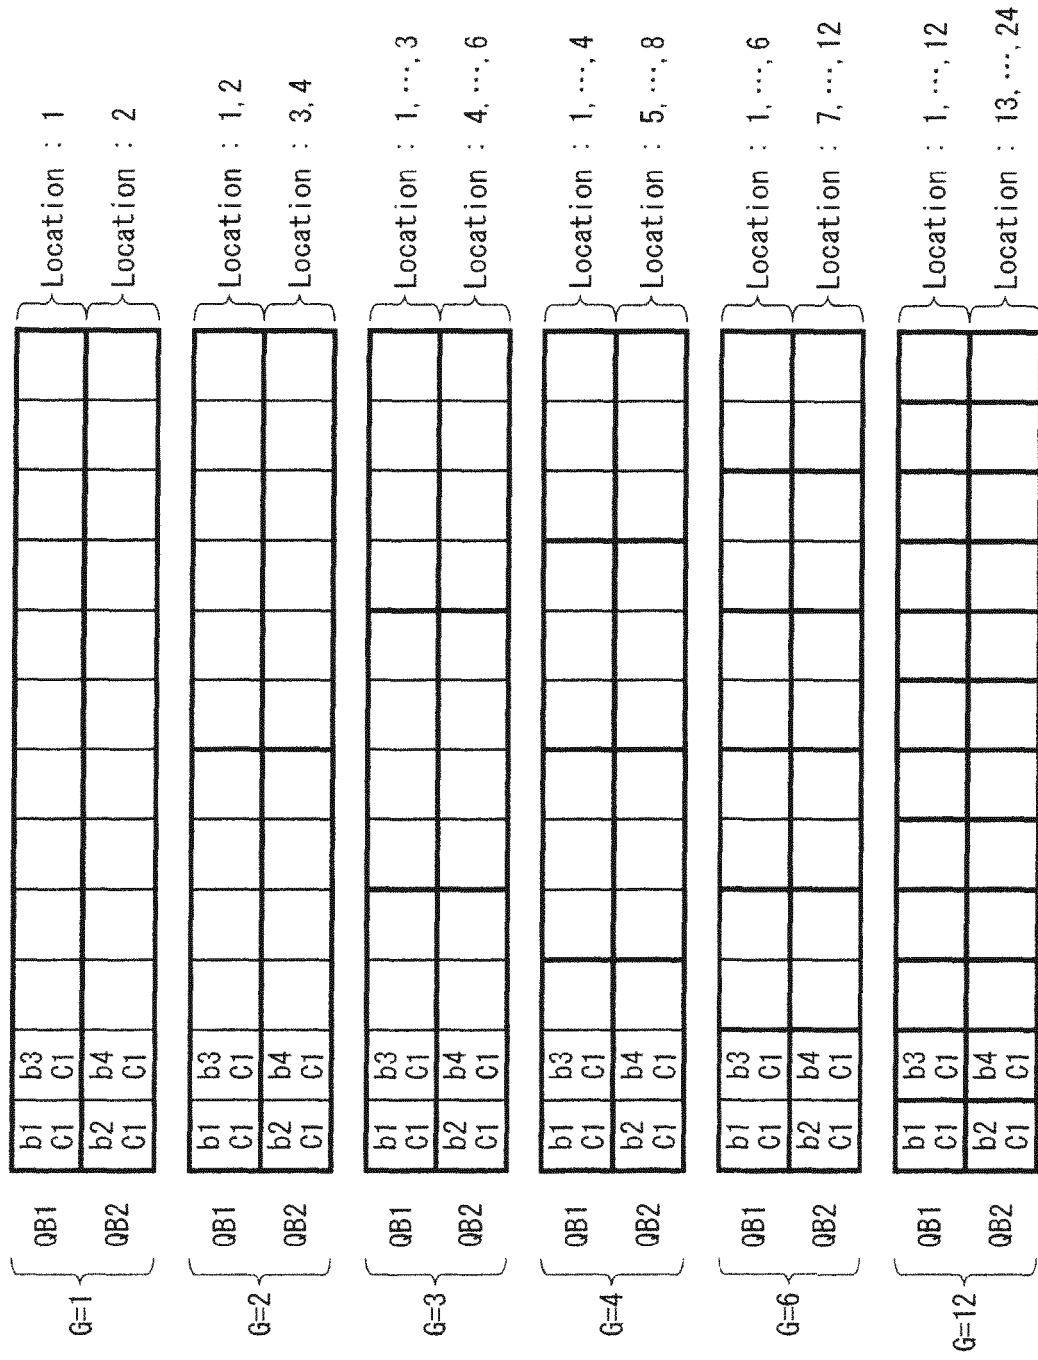 G=1
QB1 b1 C1 b3 C1 Location : 1
QB2 b2 C1 b4 C1 Location : 2
G=2
QB1 b1 C1 b3 C1 Location : 1, 2
QB2 b2 C1 b4 C1 Location : 3, 4
G=3
QB1 b1 C1 b3 C1 Location : 1, ···, 3
QB2 b2 C1 b4 C1 Location : 4, ···, 6
G=4
QB1 b1 C1 b3 C1 Location : 1, ···, 4
QB2 b2 C1 b4 C1 Location : 5, ···, 8
G=6
QB1 b1 C1 b3 C1 Location : 1, ···, 6
QB2 b2 C1 b4 C1 Location : 7, ···, 12
G=12
QB1 b1 C1 b3 C1 Location : 1, ···, 12
QB2 b2 C1 b4 C1 Location : 13, ···, 24